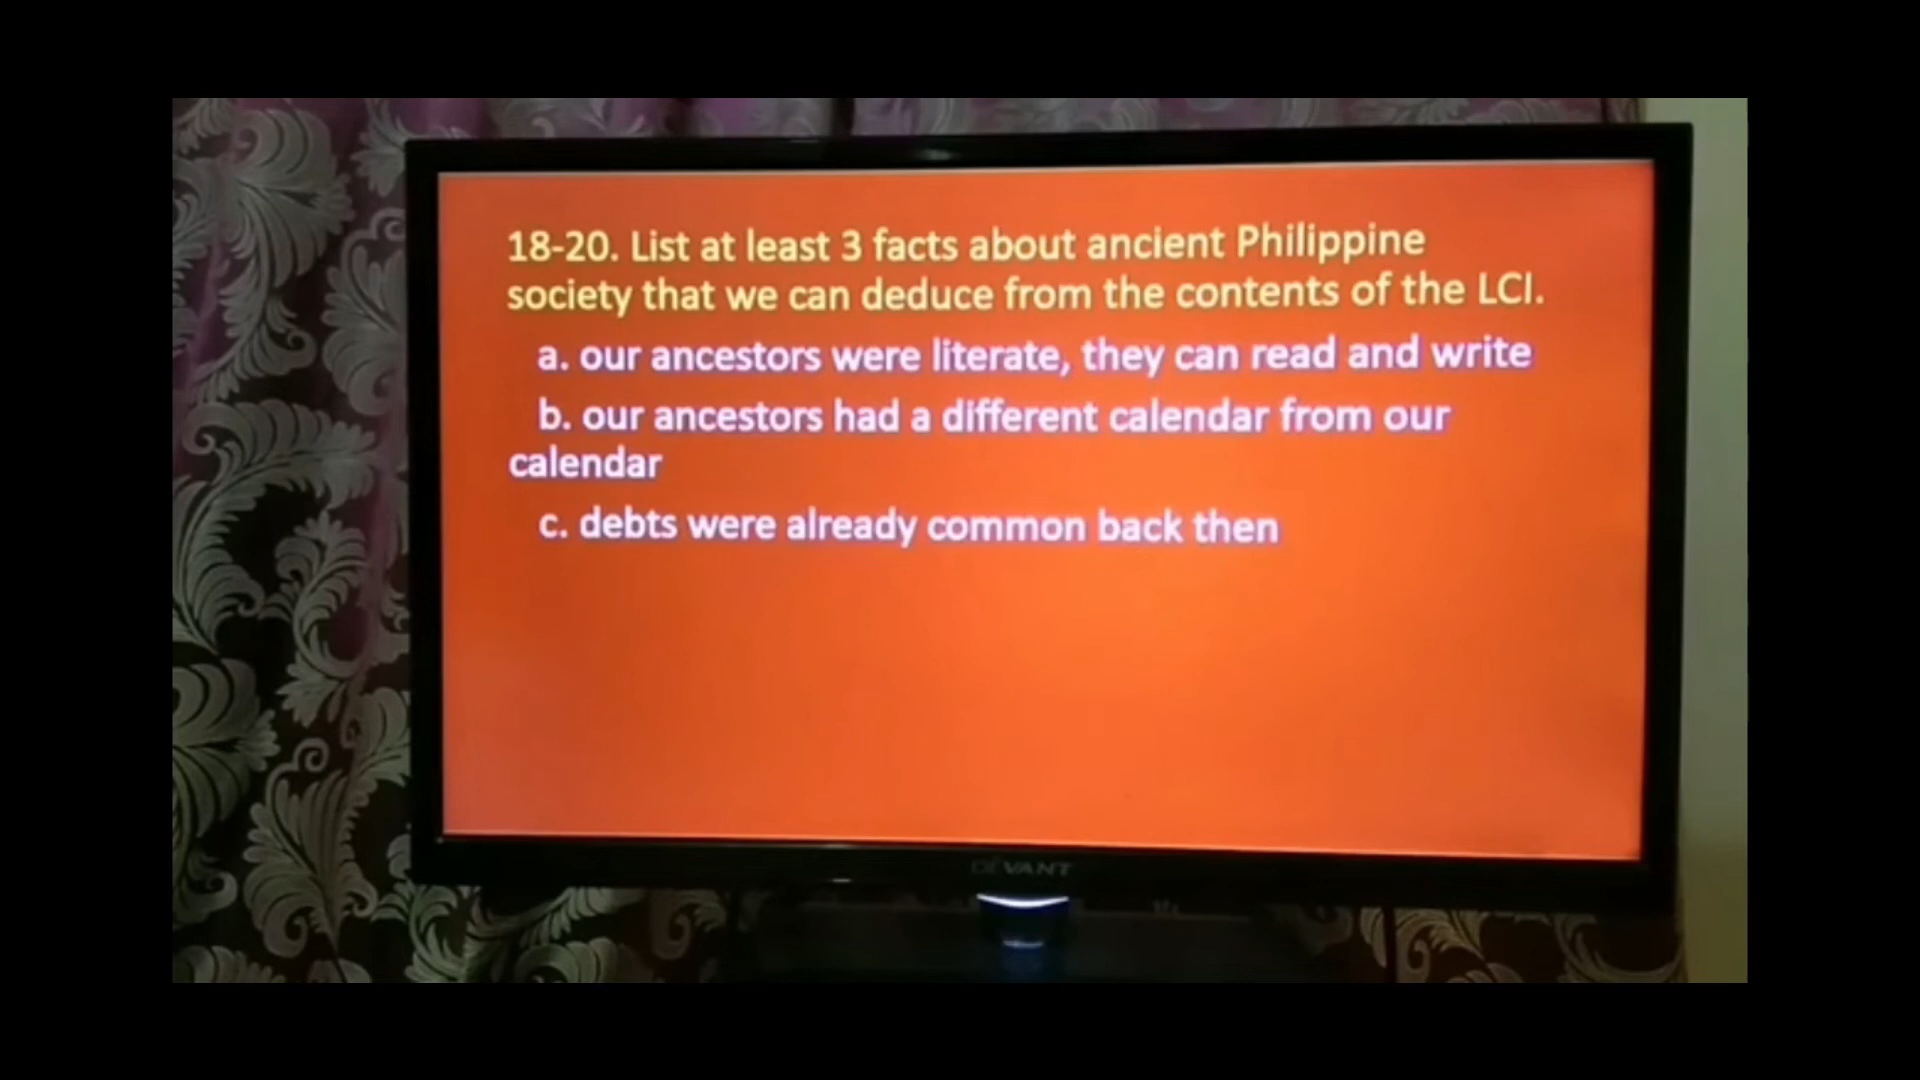 18-20. List at least 3 facts about ancient Philippine
society that we can deduce from the contents of the LCI.
a. our ancestors were literate, they can read and write
b. our ancestors had a different calendar from our
calendar
c. debts were already common back then
DEVANT